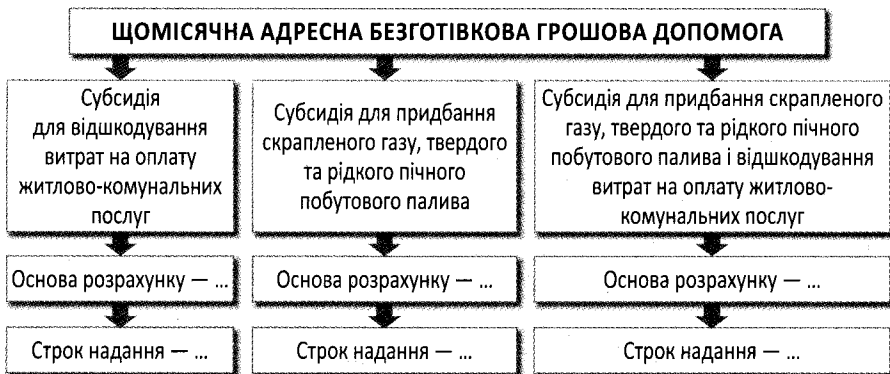 ЩОМІСЯЧНА АДРЕСНА БЕЗГОТІВКОВА ГРОШОВА ДОПОМОГА
Субсидія
для відшкодування
витрат на оплату
житлово-комунальних
послуг
Субсидія для придбання
скрапленого газу, твердого
та рідкого пічного
побутового палива
Субсидія для придбання скрапленого
газу, твердого та рідкого пічного
побутового палива і відшкодування
витрат на оплату житлово-
комунальних послуг
Основа розрахунку — ...
Основа розрахунку — ...
Основа розрахунку — ...
Строк надання — ...
Строк надання — ...
Строк надання — ...